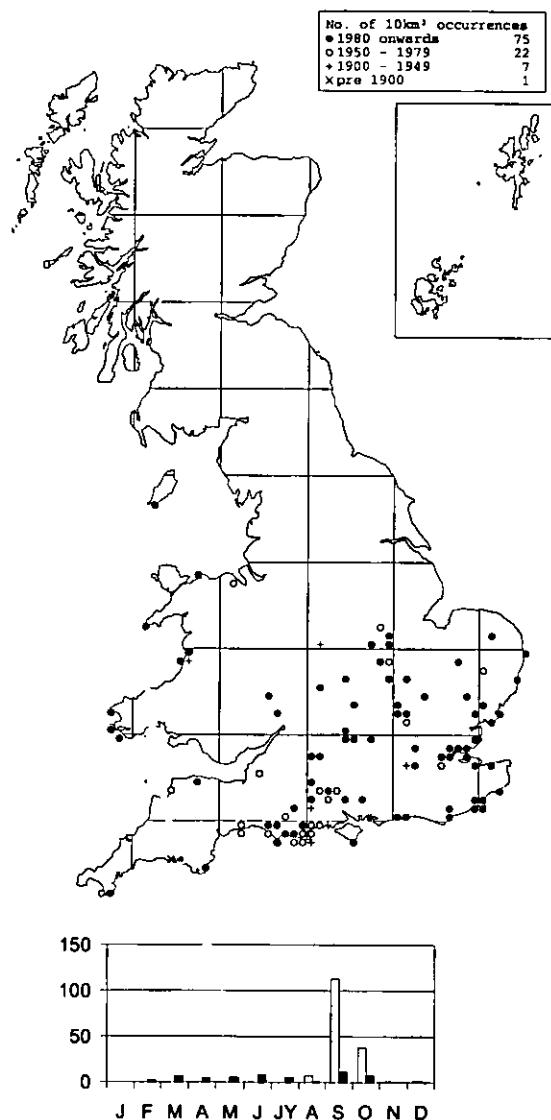 No. of 10km² occurrences
● 1980 onwards 75
○ 1950 - 1979 22
+ 1900 - 1949 7
× pre 1900 1
150
100
50
0
J F M A M J JY A S O N D